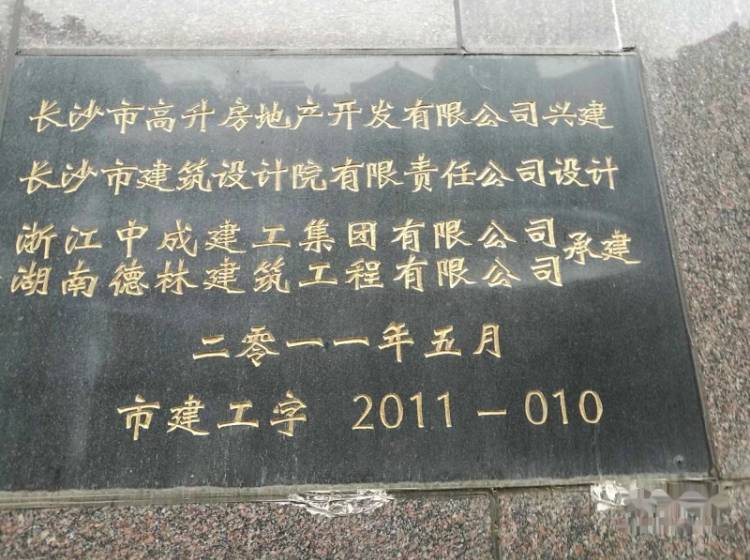 长沙市高升房地产开发有限公司兴建
长沙市建筑设计院有限责任公司设计
浙江中成建工集团有限公司
湖南德林建筑工程有限公司
承建
二零一一年五月
市建工字 2011-010